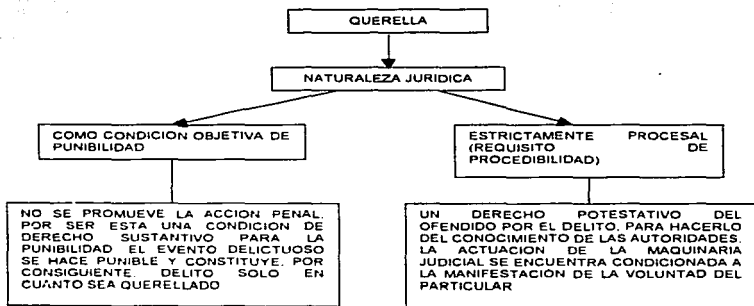 QUERELLA
NATURALEZA JURIDICA
COMO CONDICION OBJETIVA DE
PUNIBILIDAD
ESTRICTAMENTE PROCESAL
(REQUISITO DE
PROCEDIBILIDAD)
NO SE PROMUEVE LA ACCION PENAL.
POR SER ESTA UNA CONDICION DE
DERECHO SUSTANTIVO PARA LA
PUNIBILIDAD EL EVENTO DELICTUOSO
SE HACE PUNIBLE Y CONSTITUYE. POR
CONSIGUIENTE. DELITO SOLO EN
CUANTO SEA QUERELLADO
UN DERECHO POTESTATIVO DEL
OFENDIDO POR EL DELITO, PARA HACERLO
DEL CONOCIMIENTO DE LAS AUTORIDADES.
LA ACTUACION DE LA MAQUINARIA
JUDICIAL SE ENCUENTRA CONDICIONADA A
LA MANIFESTACIÓN DE LA VOLUNTAD DEL
PARTICULAR